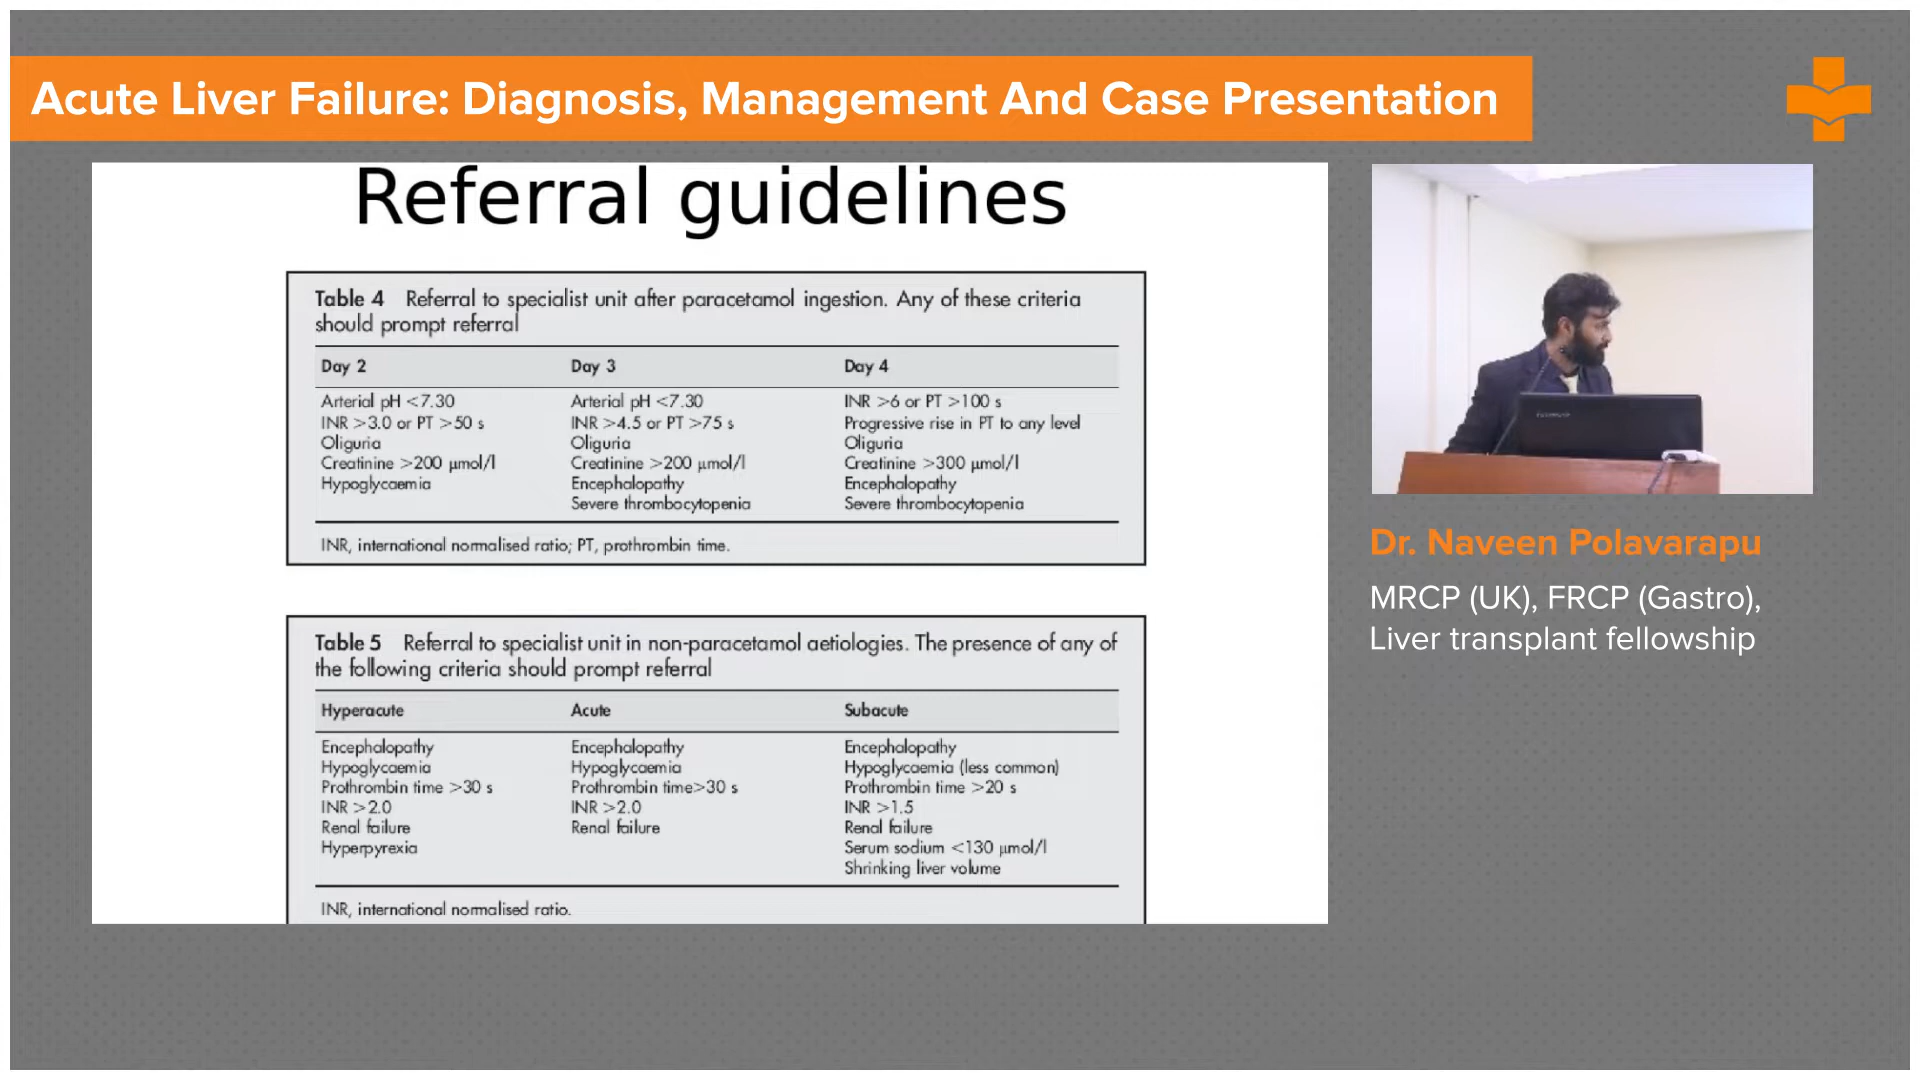 Acute Liver Failure: Diagnosis, Management And Case Presentation
Referral guidelines
Table 4 Referral to specialist unit after paracetamol ingestion. Any of these criteria
should prompt referral
Day 2 Day 3 Day 4
Arterial pH <7.30 Arterial pH <7.30 INR >6 or PT >100 s
INR >3.0 or PT >50 s INR >4.5 or PT >75 s Progressive rise in PT to any level
Oliguria Oliguria Oliguria
Creatinine >200 μmol/l Creatinine >200 μmol/l Creatinine >300 μmol/l
Hypoglycaemia Encephalopathy Encephalopathy
Severe thrombocytopenia Severe thrombocytopenia
INR, international normalised ratio; PT, prothrombin time.
Table 5 Referral to specialist unit in non-paracetamol aetiologies. The presence of any of
the following criteria should prompt referral
Hyperacute Acute Subacute
Encephalopathy Encephalopathy Encephalopathy
Hypoglycaemia Hypoglycaemia Hypoglycaemia (less common)
Prothrombin time >30 s Prothrombin time>30 s Prothrombin time >20 s
INR >2.0 INR >2.0 INR >1.5
Renal failure Renal failure Renal failure
Hyperpyrexia Serum sodium <130 μmol/l
Shrinking liver volume
INR, international normalised ratio.
Dr. Naveen Polavarapu
MRCP (UK), FRCP (Gastro),
Liver transplant fellowship